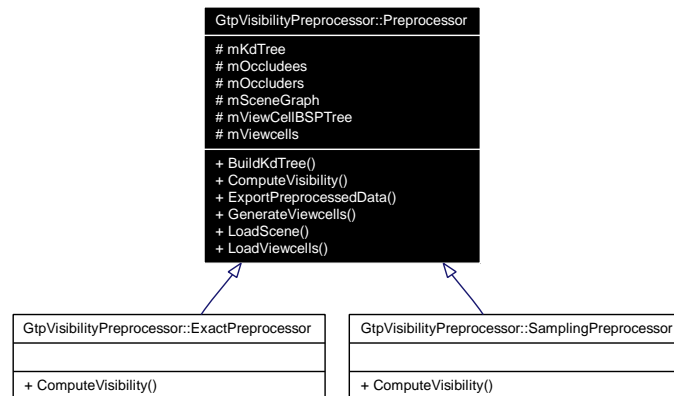 GtpVisibilityPreprocessor::Preprocessor
# mKdTree
# mOccludees
# mOccluders
# mSceneGraph
# mViewCellBSPTree
# mViewcells
+ BuildKdTree()
+ ComputeVisibility()
+ ExportPreprocessedData()
+ GenerateViewcells()
+ LoadScene()
+ LoadViewcells()
GtpVisibilityPreprocessor::ExactPreprocessor
+ ComputeVisibility()
GtpVisibilityPreprocessor::SamplingPreprocessor
+ ComputeVisibility()